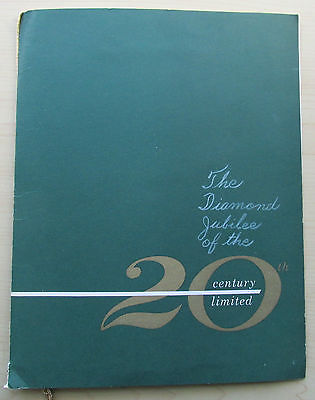 The
Diamond
Jubilee
of the
20th
century
limited